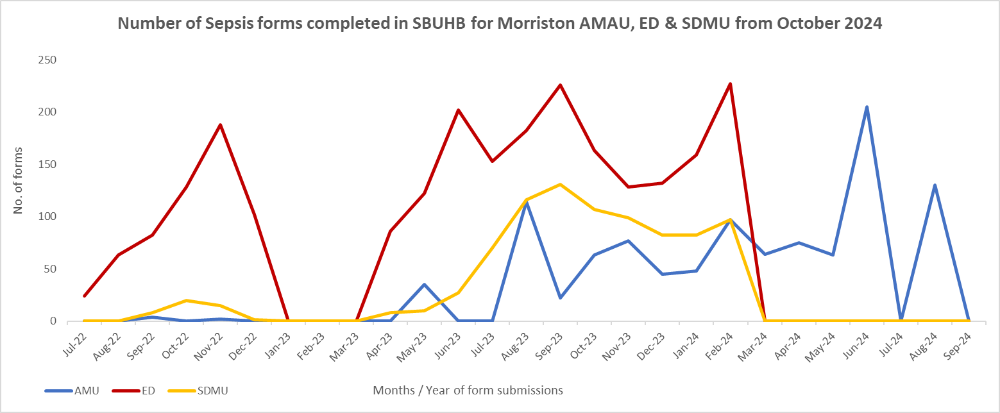 Number of Sepsis forms completed in SBUHB for Morriston AMAU, ED & SDMU from October 2024
250
200
150
100
50
0
No. of forms
Jul-22
Aug-22
Sep-22
Oct-22
Nov-22
Dec-22
Jan-23
Feb-23
Mar-23
Apr-23
May-23
Jun-23
Jul-23
Aug-23
Sep-23
Oct-23
Nov-23
Dec-23
Jan-24
Feb-24
Mar-24
Apr-24
May-24
Jun-24
Jul-24
Aug-24
Sep-24
AMU
ED
SDMU
Months / Year of form submissions